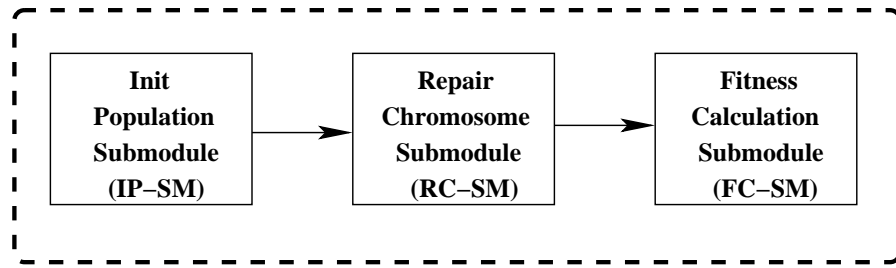 Init
Population
Submodule
(IP−SM)
Repair
Chromosome
Submodule
(RC−SM)
Fitness
Calculation
Submodule
(FC−SM)